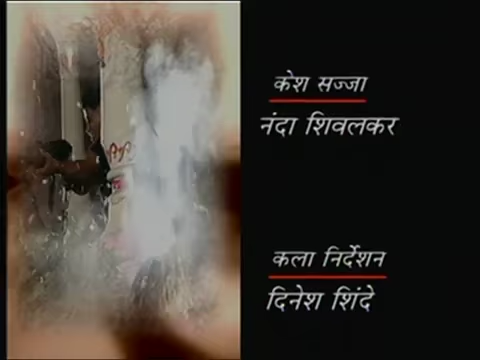 केश सज्जा
नंदा शिवलकर
कला निर्देशन
दिनेश शिंदे